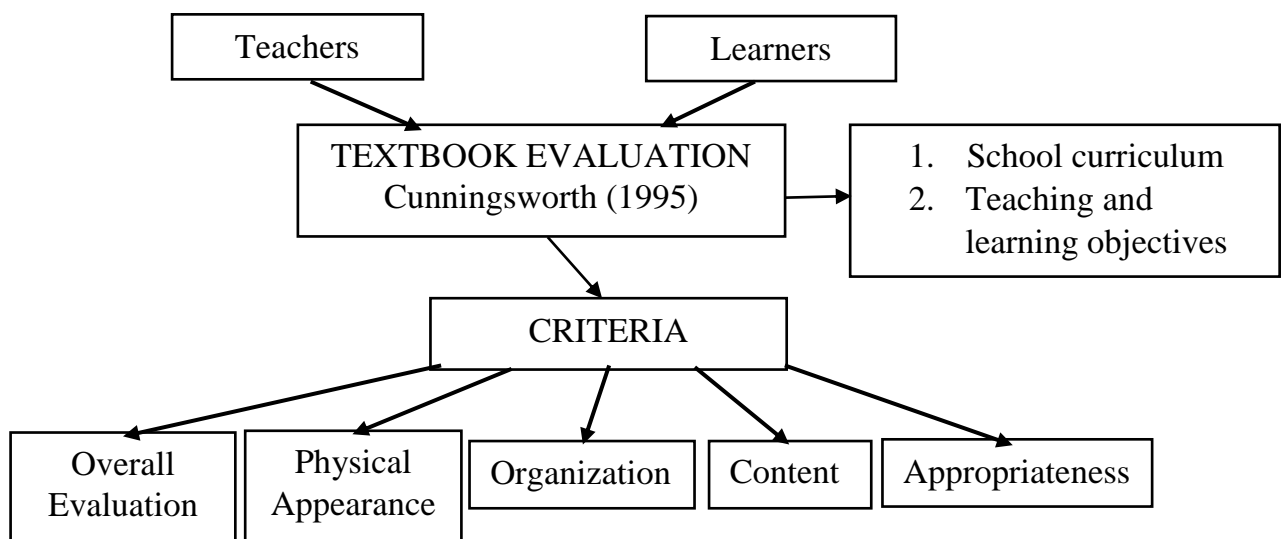 Teachers
Learners
TEXTBOOK EVALUATION
Cunningsworth (1995)
1. School curriculum
2. Teaching and
learning objectives
CRITERIA
Overall
Evaluation
Physical
Appearance
Organization
Content
Appropriateness